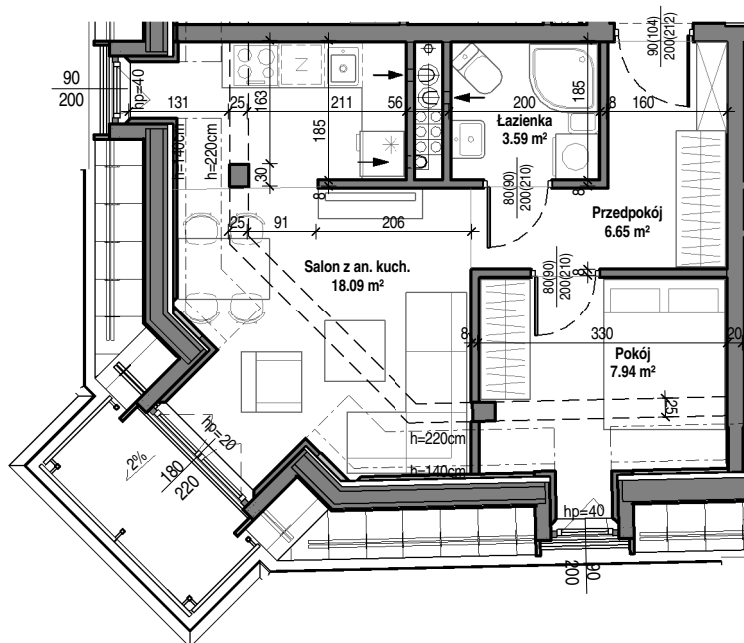 90
200
hp=40
131
25
163
211
56
200
185
8
160
90(104)
200(212)
h=140cm
h=220cm
185
30
Łazienka
3.59 m²
80(90)
200(210)
8
8
Przedpokój
6.65 m²
25
91
206
Salon z an. kuch.
18.09 m²
80(90)
200(210)
8
8
330
20
Pokój
7.94 m²
25
h=220cm
h=140cm
hp=20
180
220
2%
hp=40
90
200